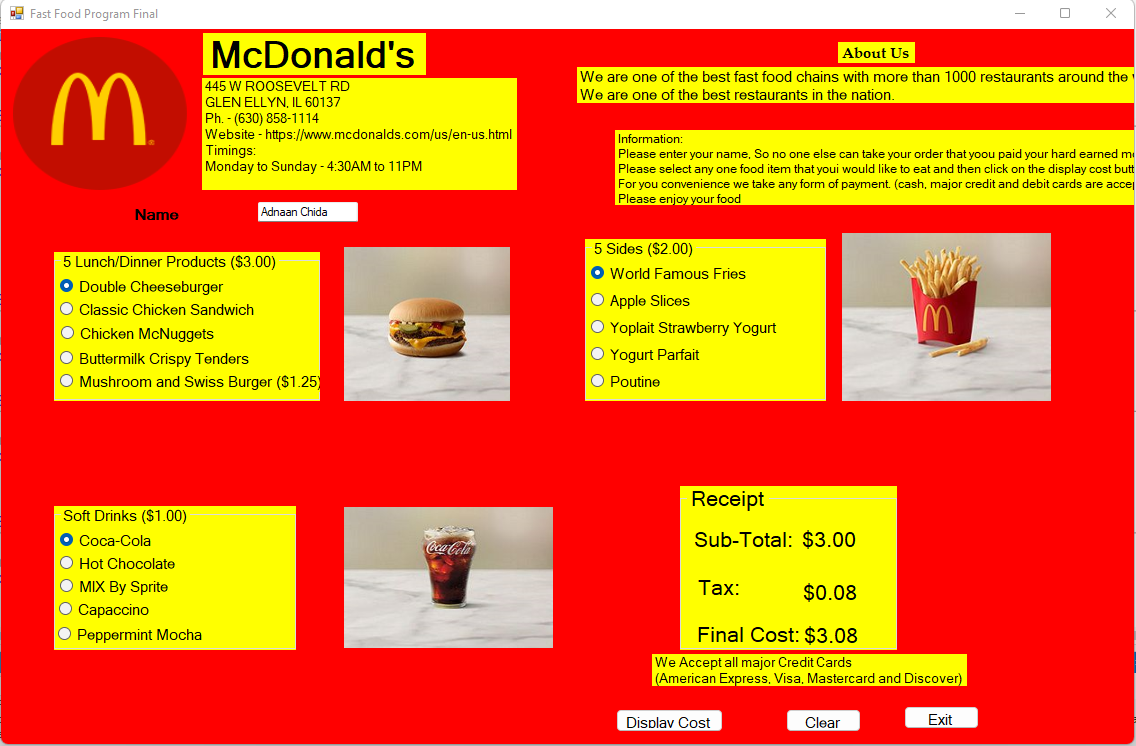 Fast Food Program Final
McDonald's
445 W ROOSEVELT RD
GLEN ELLYN, IL 60137
Ph. - (630) 858-1114
Website - https://www.mcdonalds.com/us/en-us.html
Timings:
Monday to Sunday - 4:30AM to 11PM
About Us
We are one of the best fast food chains with more than 1000 restaurants around the
We are one of the best restaurants in the nation.
Information:
Please enter your name, So no one else can take your order that yoou paid your hard earned
Please select any one food item that youi would like to eat and then click on the display cost
For you convenience we take any form of payment. (cash, major credit and debit cards are
Please enjoy your food
Name
Adnaan Chida
5 Lunch/Dinner Products ($3.00)
Double Cheeseburger
Classic Chicken Sandwich
Chicken McNuggets
Buttermilk Crispy Tenders
Mushroom and Swiss Burger ($1.25)
5 Sides ($2.00)
World Famous Fries
Apple Slices
Yoplait Strawberry Yogurt
Yogurt Parfait
Poutine
Soft Drinks ($1.00)
Coca-Cola
Hot Chocolate
MIX By Sprite
Capaccino
Peppermint Mocha
Coca-Cola
Receipt
Sub-Total: $3.00
Tax: $0.08
Final Cost: $3.08
We Accept all major Credit Cards
(American Express, Visa, Mastercard and Discover)
Display Cost
Clear
Exit